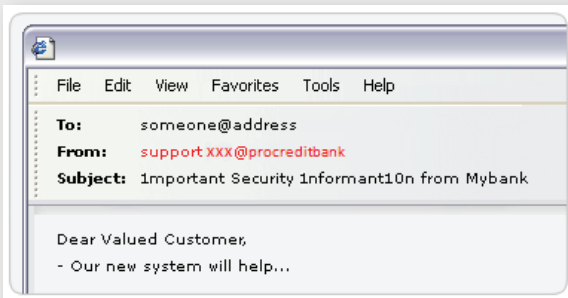 File Edit View Favorites Tools Help
To: someone@address
From: support XXX@procreditbank
Subject: 1mportant Security 1nformant10n from Mybank
Dear Valued Customer,
- Our new system will help...